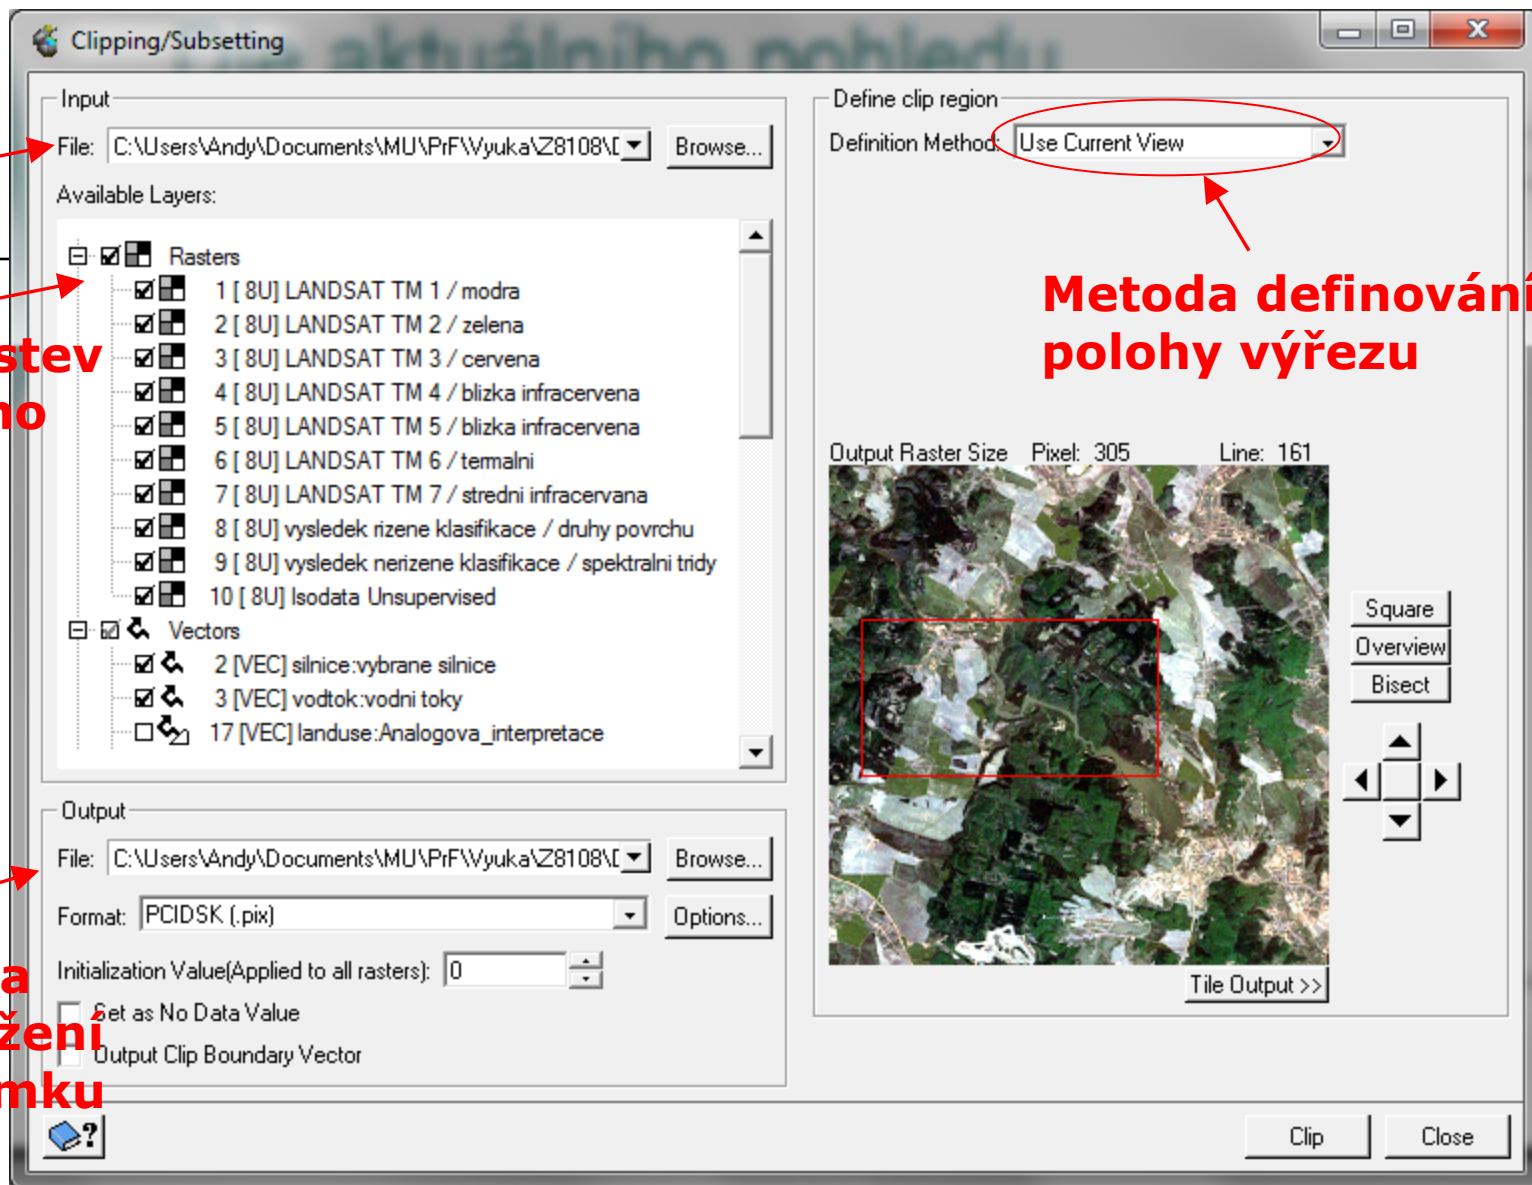 Clipping/Subsetting
dle aktuálního pohledu
Input
File: C:\Users\Andy\Documents\MU\PrF\Vyuka\Z8108\D Browse...
Available Layers:
Rasters
1 [ 8U] LANDSAT TM 1 / modra
2 [ 8U] LANDSAT TM 2 / zelena
3 [ 8U] LANDSAT TM 3 / cervena
4 [ 8U] LANDSAT TM 4 / blizka infracervena
5 [ 8U] LANDSAT TM 5 / blizka infracervena
6 [ 8U] LANDSAT TM 6 / termalni
7 [ 8U] LANDSAT TM 7 / stredni infracervana
8 [ 8U] vysledek rizene klasifikace / druhy povrchu
9 [ 8U] vysledek nerizene klasifikace / spektralni tridy
10 [ 8U] Isodata Unsupervised
Vectors
2 [VEC] silnice:vybrane silnice
3 [VEC] vodtok:vodni toky
17 [VEC] landuse:Analogova_interpretace
stev
ho
Output
File: C:\Users\Andy\Documents\MU\PrF\Vyuka\Z8108\D Browse...
Format: PCIDSK (.pix) Options...
Initialization Value(Applied to all rasters): 0
Set as No Data Value
Output Clip Boundary Vector
a
žení
mku
Define clip region
Definition Method: Use Current View
Metoda definování
polohy výřezu
Output Raster Size Pixel: 305 Line: 161
Square
Overview
Bisect
Tile Output >>
Clip Close